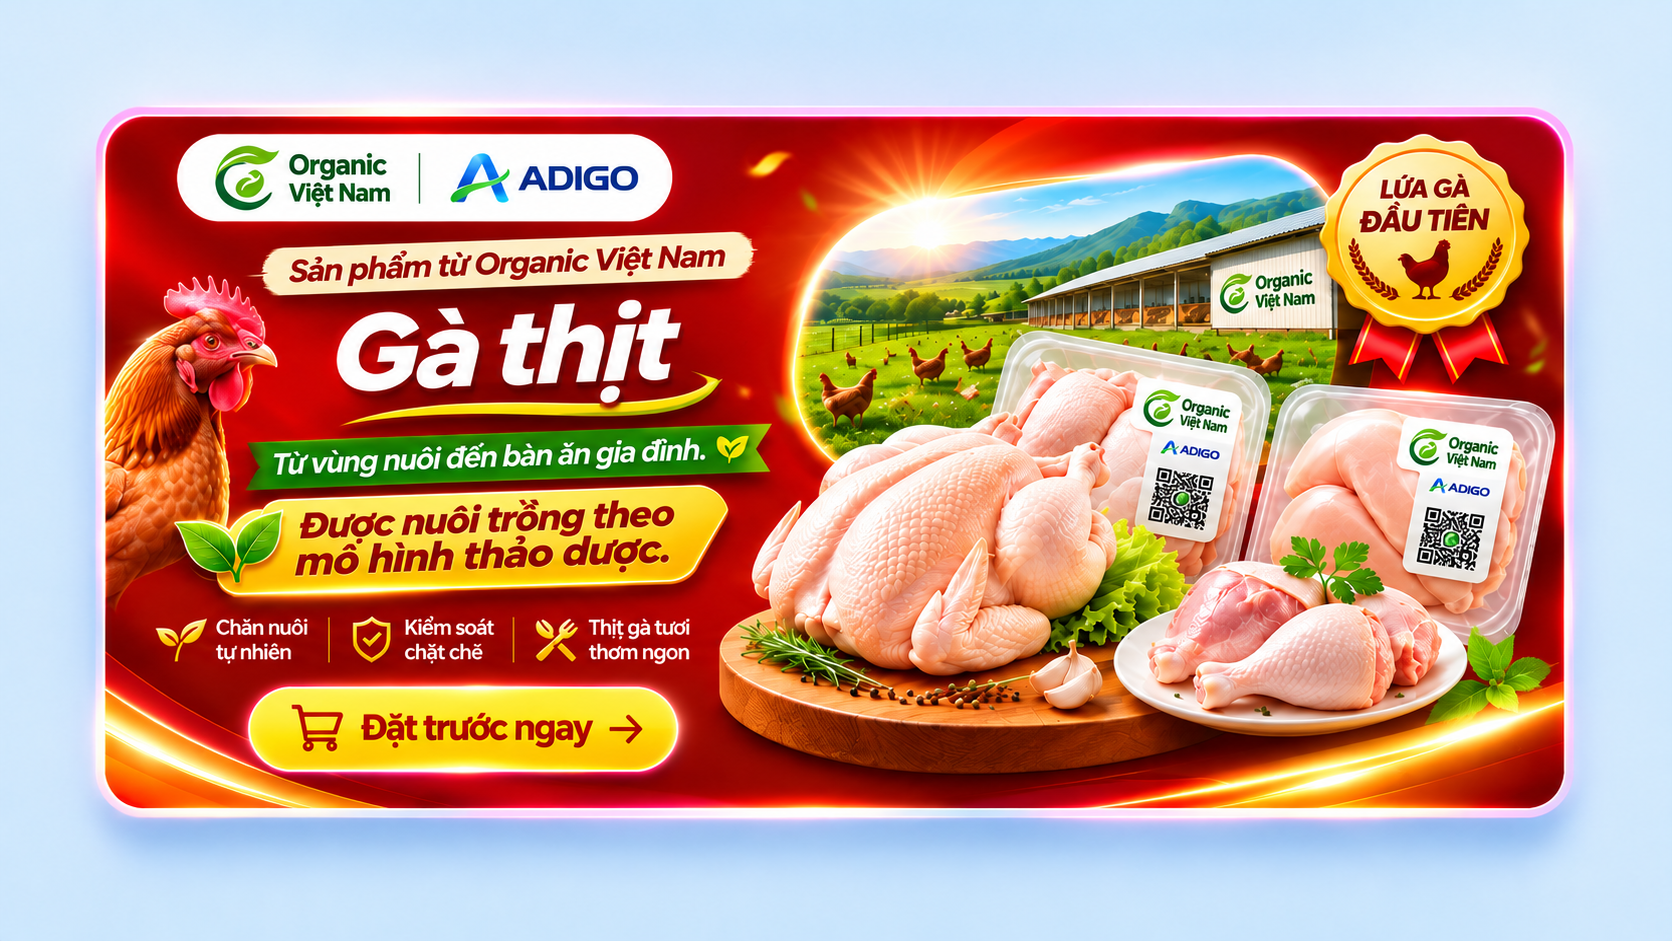 Organic
Việt Nam
ADIGO
Sản phẩm từ Organic Việt Nam
Gà thịt
Từ vùng nuôi đến bàn ăn gia đình.
Được nuôi trồng theo
mô hình thảo dược.
Chăn nuôi
tự nhiên
Kiểm soát
chặt chẽ
Thịt gà tươi
thơm ngon
Đặt trước ngay
LỨA GÀ
ĐẦU TIÊN
Organic
Việt Nam
Organic
Việt Nam
ADIGO
Organic
Việt Nam
ADIGO